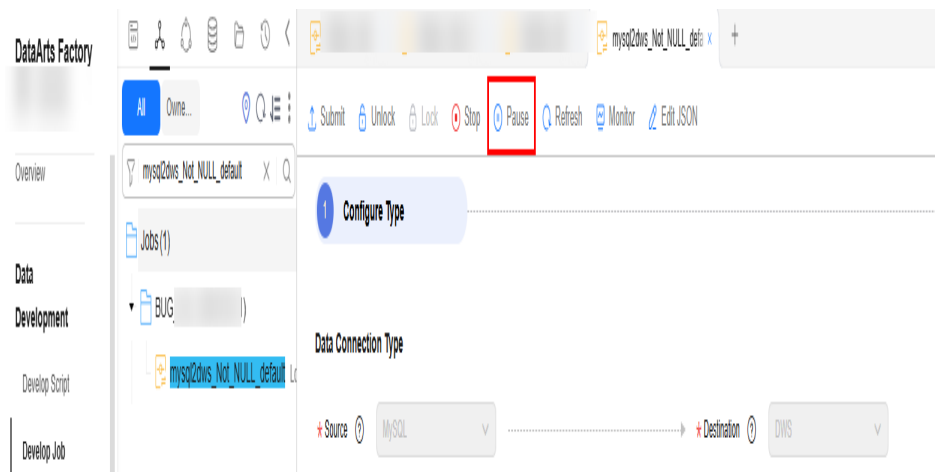 DataArts Factory
Overview
Data
Development
Develop Script
Develop Job
All
Owne...
mysql2dws_Not_NULL_default
Jobs (1)
BUG
mysql2dws_Not_NULL_default
mysql2dws_Not_NULL_defa
Submit Unlock Lock Stop Pause Refresh Monitor Edit JSON
1 Configure Type
Data Connection Type
* Source MySQL * Destination DWS